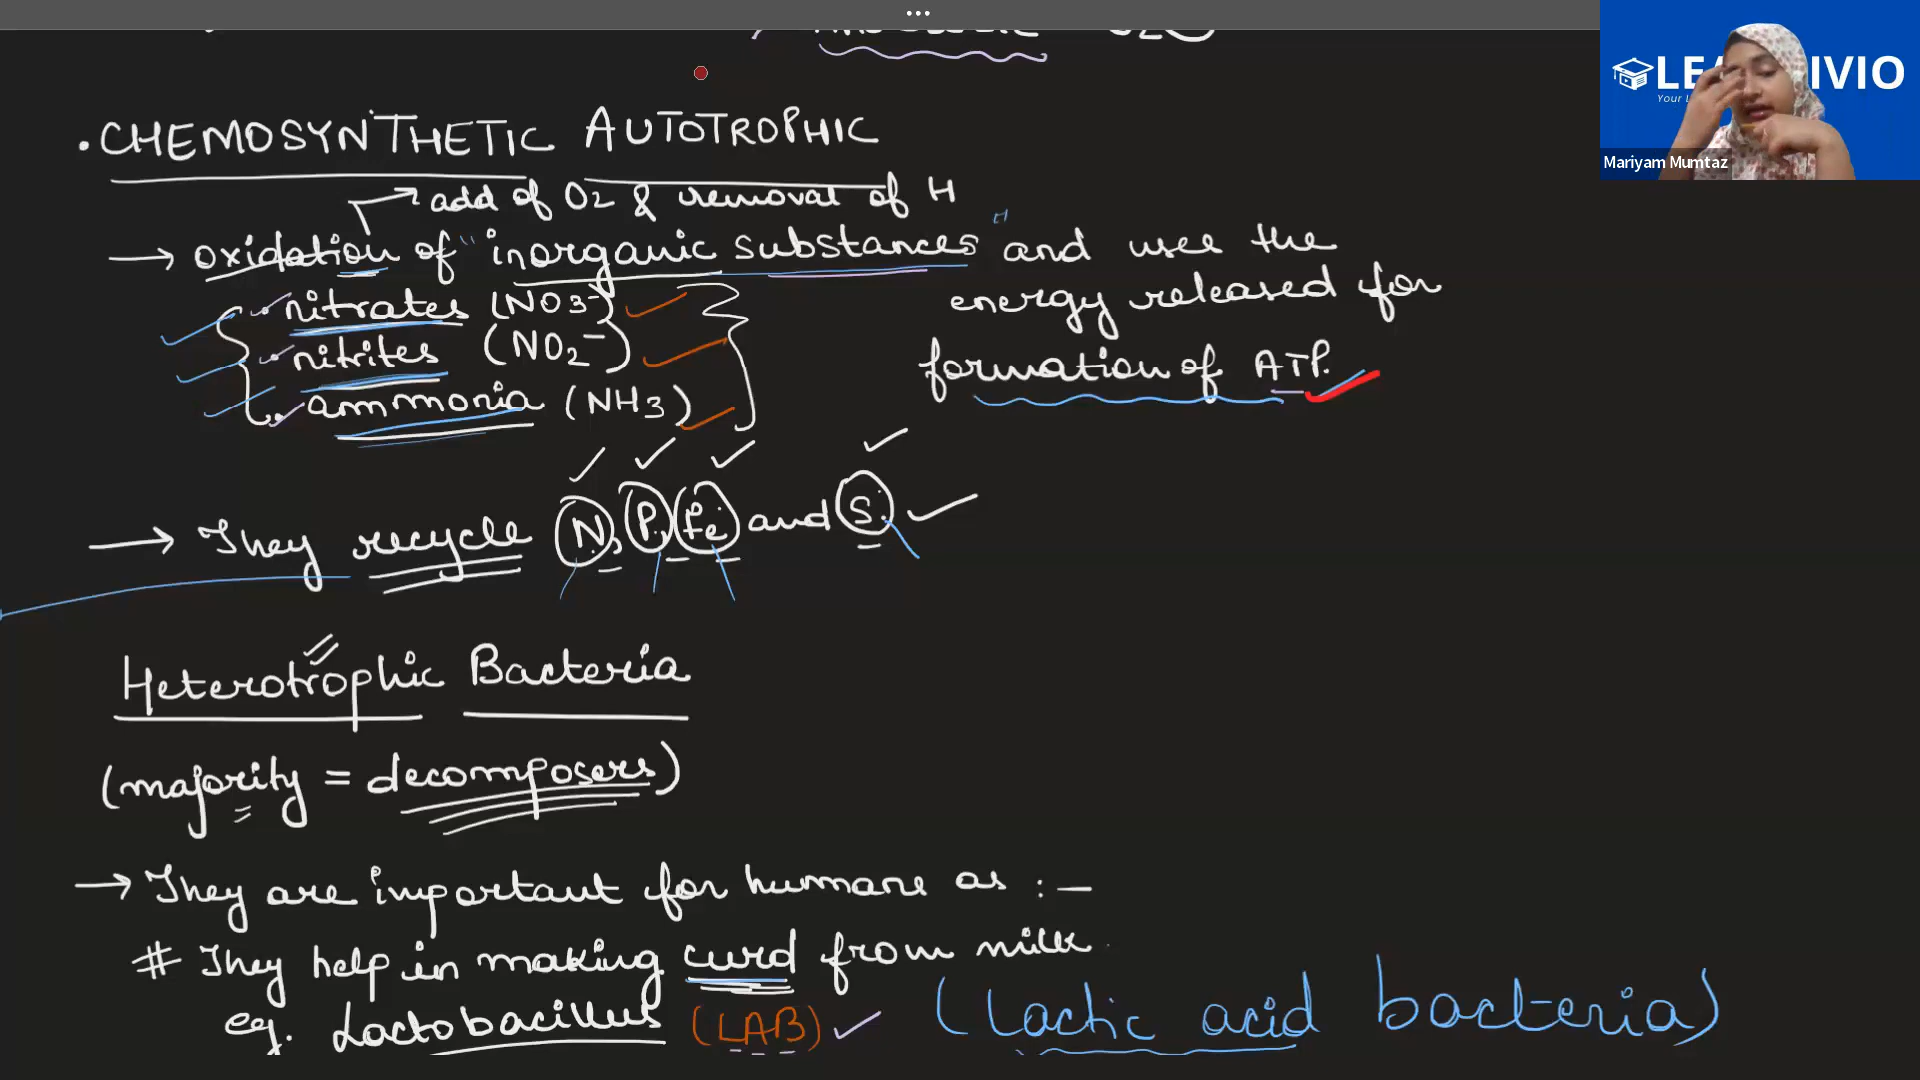 ...
. CHEMOSYNTHETIC AUTOTROPHIC
→ add of O2 & removal of H
→ oxidation of "inorganic substances" and uses the
energy released for
formation of ATP.
. nitrates (NO3-)
. nitrites (NO2-)
. ammonia (NH3)
→ They recycle N, P, Fe and S.
Heterotrophic Bacteria
(majority = decomposers)
→ They are important for humans as :-
# They help in making curd from milk.
eg. Lactobacillus (LAB) (Lactic acid bacteria)
IVIO
Mariyam Mumtaz